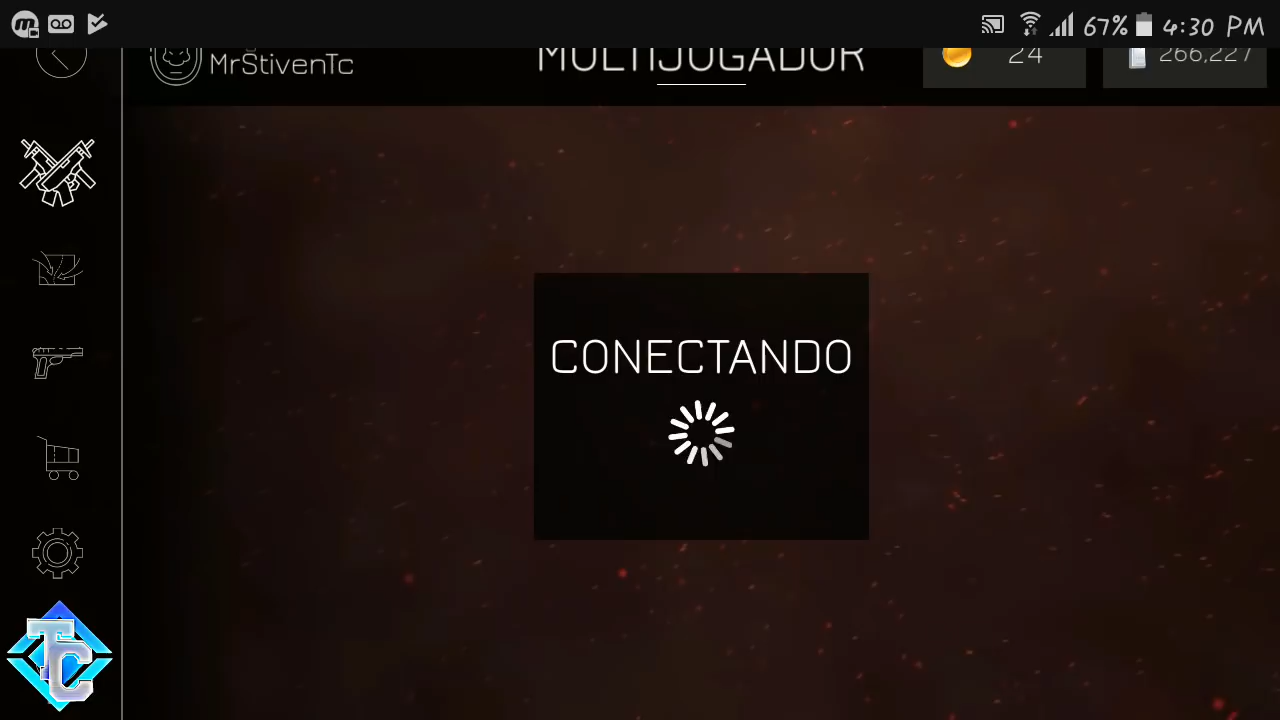 67% 4:30 PM
MrStivenTc
MULTIJUGADOR
24
266,227
CONECTANDO
TC